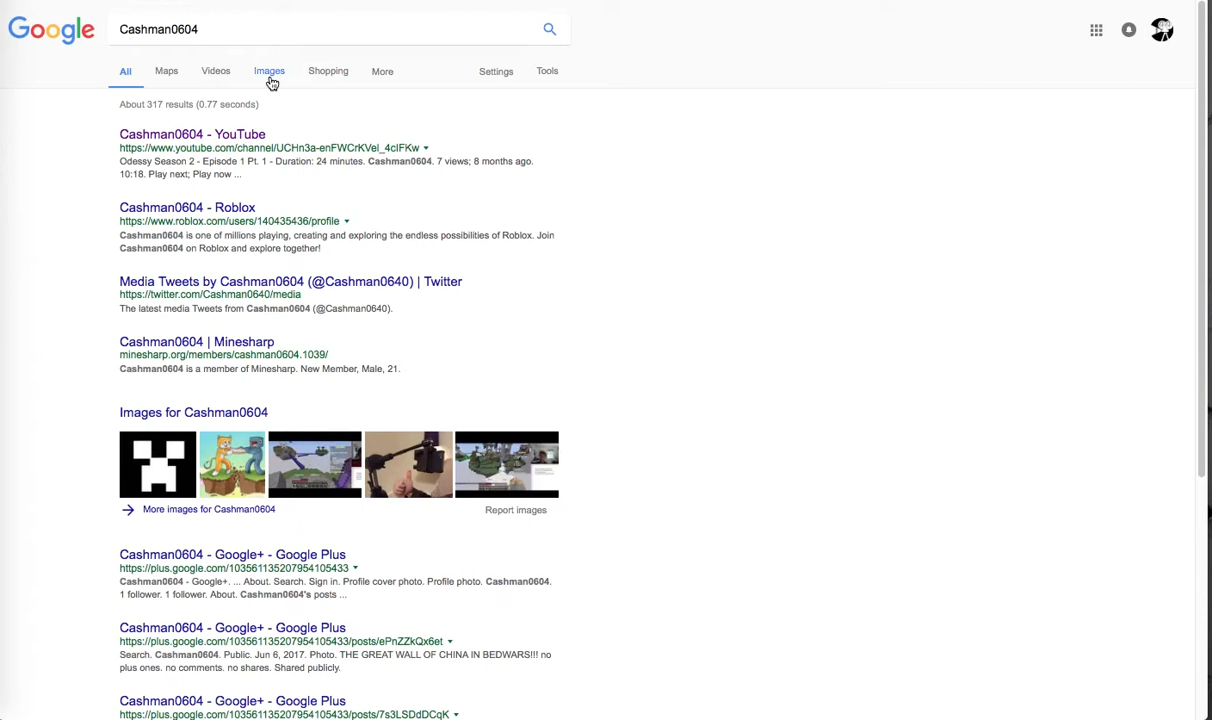 Google
Cashman0604
All Maps Videos Images Shopping More Settings Tools
About 317 results (0.77 seconds)
Cashman0604 - YouTube
https://www.youtube.com/channel/UCHn3a-enFWCrKVel_4cIFKw
Odessy Season 2 - Episode 1 Pt. 1 - Duration: 24 minutes. Cashman0604. 7 views; 8 months ago.
10:18. Play next; Play now ...
Cashman0604 - Roblox
https://www.roblox.com/users/140435436/profile
Cashman0604 is one of millions playing, creating and exploring the endless possibilities of Roblox. Join
Cashman0604 on Roblox and explore together!
Media Tweets by Cashman0604 (@Cashman0640) | Twitter
https://twitter.com/Cashman0640/media
The latest media Tweets from Cashman0604 (@Cashman0640).
Cashman0604 | Minesharp
minesharp.org/members/cashman0604.1039/
Cashman0604 is a member of Minesharp. New Member, Male, 21.
Images for Cashman0604
More images for Cashman0604 Report images
Cashman0604 - Google+ - Google Plus
https://plus.google.com/103561135207954105433
Cashman0604 - Google+. ... About. Search. Sign in. Profile cover photo. Profile photo. Cashman0604.
1 follower. 1 follower. About. Cashman0604's posts ...
Cashman0604 - Google+ - Google Plus
https://plus.google.com/103561135207954105433/posts/ePnZZkQx6et
Search. Cashman0604. Public. Jun 6, 2017. Photo. THE GREAT WALL OF CHINA IN BEDWARS!!! no
plus ones. no comments. no shares. Shared publicly.
Cashman0604 - Google+ - Google Plus
https://plus.google.com/103561135207954105433/posts/7s3LSDdDCqK